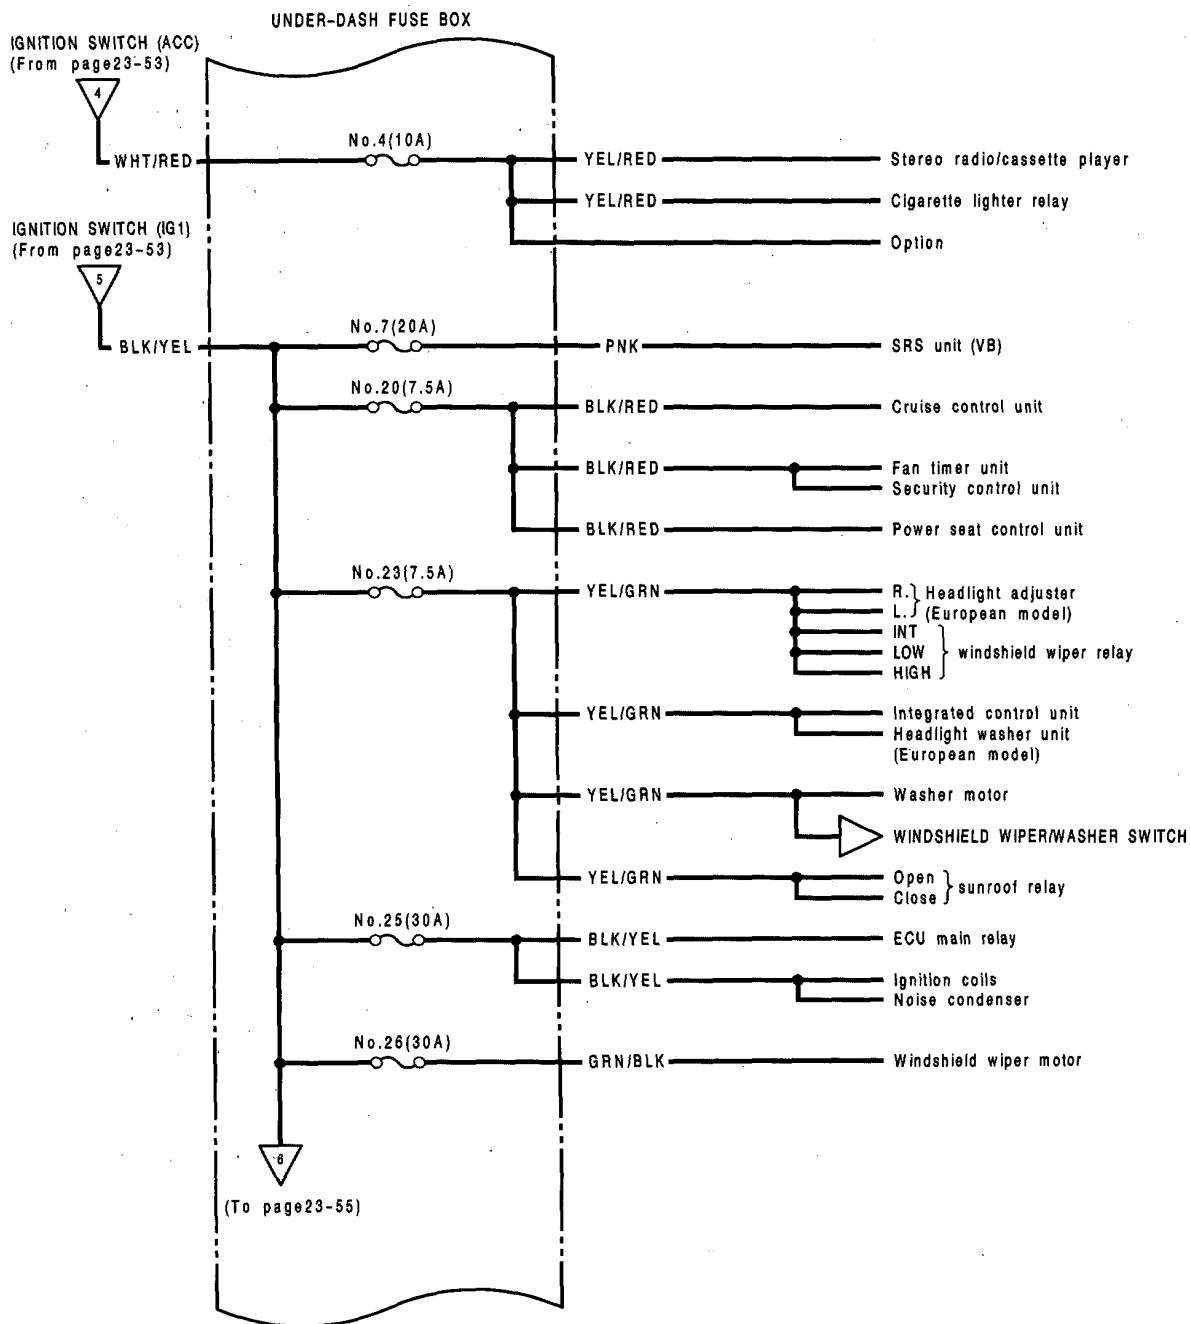 UNDER-DASH FUSE BOX
IGNITION SWITCH (ACC)
(From page23-53)
4
No.4(10A)
WHT/RED
YEL/RED
Stereo radio/cassette player
YEL/RED
Cigarette lighter relay
IGNITION SWITCH (IG1)
(From page23-53)
Option
5
No.7(20A)
BLK/YEL
PNK
SRS unit (VB)
No.20(7.5A)
BLK/RED
Cruise control unit
BLK/RED
Fan timer unit
Security control unit
BLK/RED
Power seat control unit
No.23(7.5A)
YEL/GRN
R.
L.
Headlight adjuster
(European model)
INT
LOW
HIGH
windshield wiper relay
YEL/GRN
Integrated control unit
Headlight washer unit
(European model)
YEL/GRN
Washer motor
WINDSHIELD WIPER/WASHER SWITCH
YEL/GRN
Open
Close
sunroof relay
No.25(30A)
BLK/YEL
ECU main relay
BLK/YEL
Ignition coils
Noise condenser
No.26(30A)
GRN/BLK
Windshield wiper motor
6
(To page23-55)